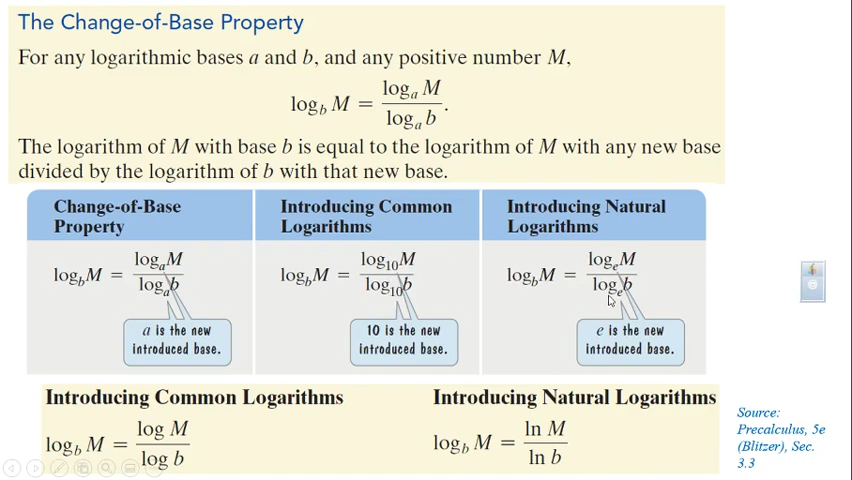 The Change-of-Base Property
For any logarithmic bases a and b, and any positive number M,
log_b M = log_a M / log_a b.
The logarithm of M with base b is equal to the logarithm of M with any new base
divided by the logarithm of b with that new base.
Change-of-Base
Property
log_b M = log_a M / log_a b
a is the new
introduced base.
Introducing Common
Logarithms
log_b M = log_10 M / log_10 b
10 is the new
introduced base.
Introducing Natural
Logarithms
log_b M = log_e M / log_e b
e is the new
introduced base.
Introducing Common Logarithms
log_b M = log M / log b
Introducing Natural Logarithms
log_b M = ln M / ln b
Source:
Precalculus, 5e
(Blitzer), Sec.
3.3